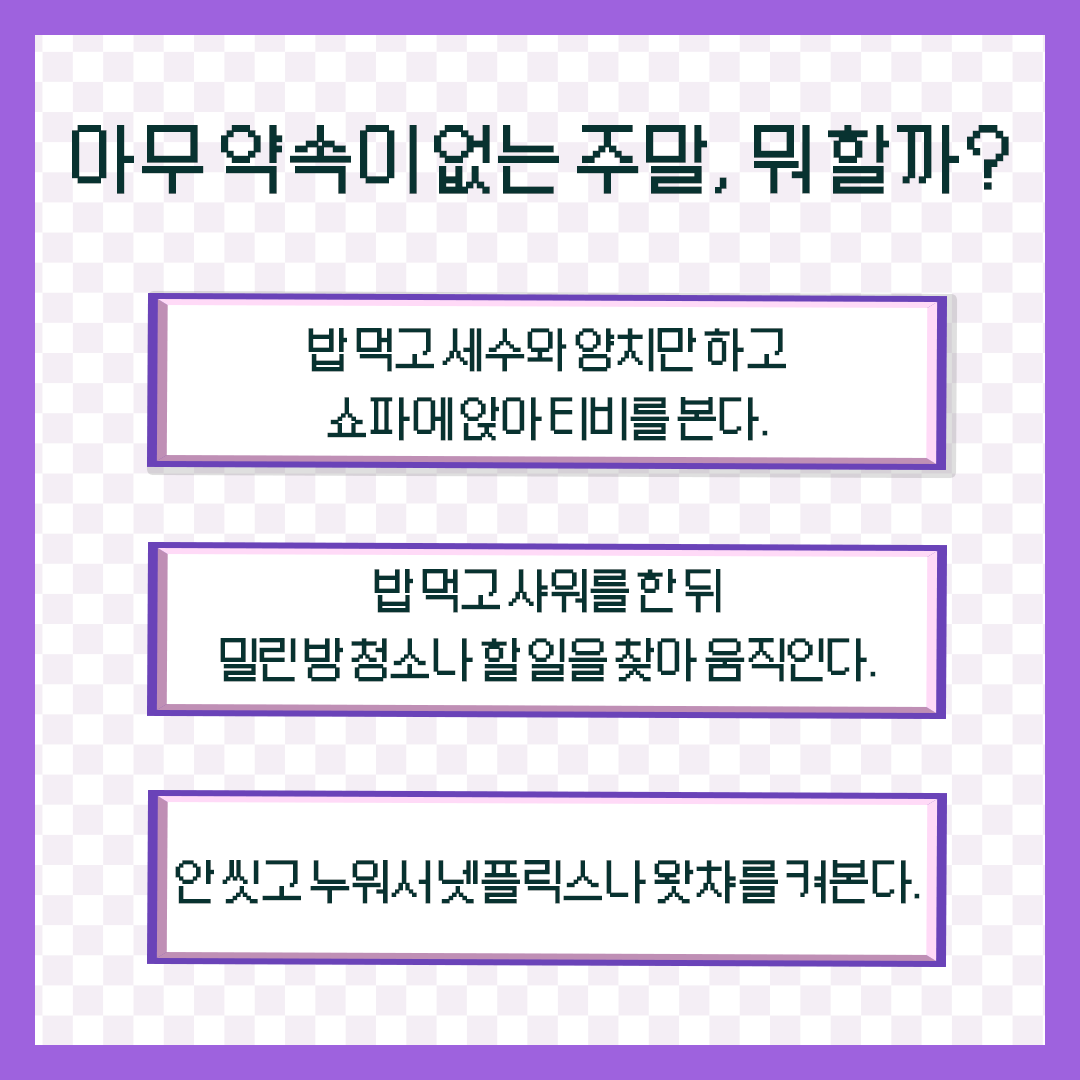 아무 약속이 없는 주말, 뭐 할까?
밥 먹고 세수와 양치만 하고
쇼파에 앉아 티비를 본다.
밥 먹고 샤워를 한 뒤
밀린 방 청소나 할 일을 찾아 움직인다.
안 씻고 누워서 넷플릭스나 왓챠를 켜본다.